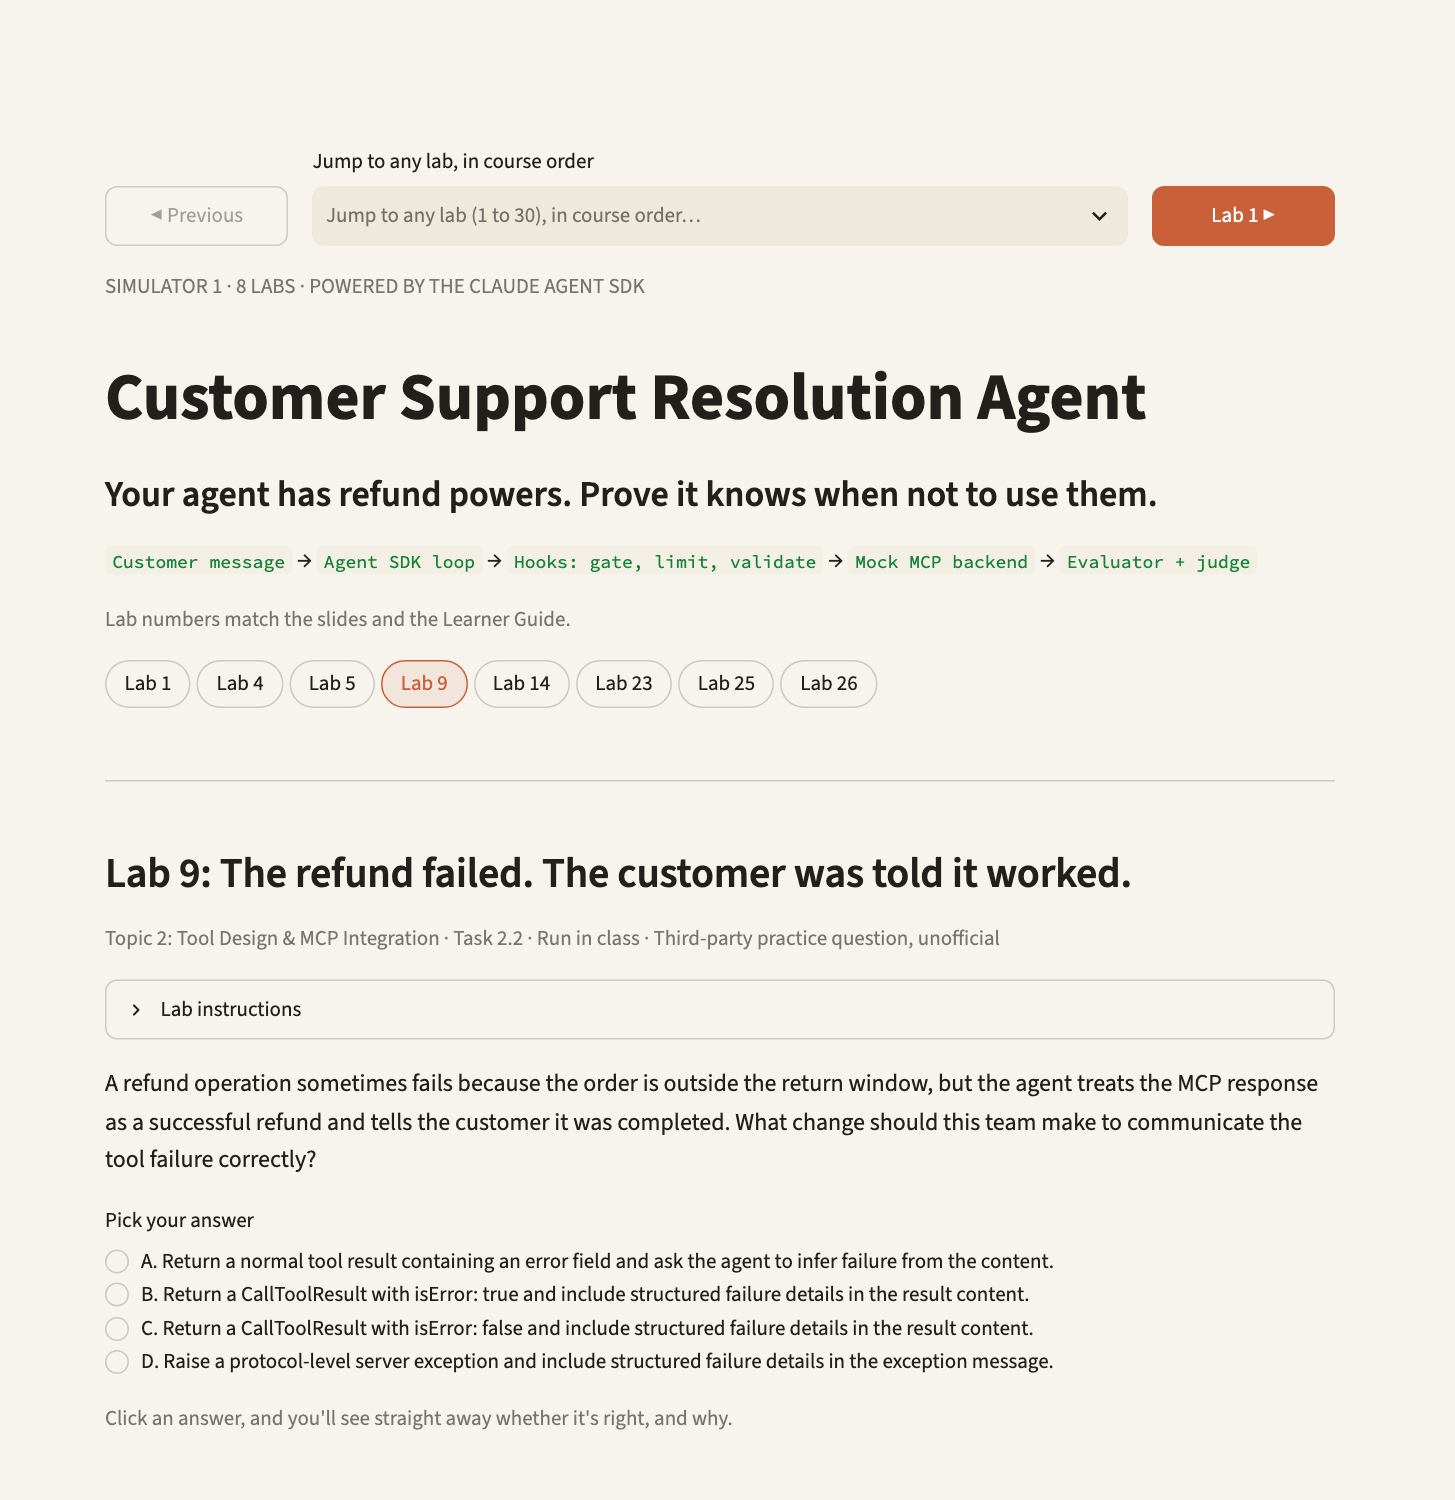 Jump to any lab, in course order
◀ Previous
Jump to any lab (1 to 30), in course order…
Lab 1 ▶
SIMULATOR 1 · 8 LABS · POWERED BY THE CLAUDE AGENT SDK
Customer Support Resolution Agent
Your agent has refund powers. Prove it knows when not to use them.
Customer message → Agent SDK loop → Hooks: gate, limit, validate → Mock MCP backend → Evaluator + judge
Lab numbers match the slides and the Learner Guide.
Lab 1 Lab 4 Lab 5 Lab 9 Lab 14 Lab 23 Lab 25 Lab 26
Lab 9: The refund failed. The customer was told it worked.
Topic 2: Tool Design & MCP Integration · Task 2.2 · Run in class · Third-party practice question, unofficial
Lab instructions
A refund operation sometimes fails because the order is outside the return window, but the agent treats the MCP response
as a successful refund and tells the customer it was completed. What change should this team make to communicate the
tool failure correctly?
Pick your answer
A. Return a normal tool result containing an error field and ask the agent to infer failure from the content.
B. Return a CallToolResult with isError: true and include structured failure details in the result content.
C. Return a CallToolResult with isError: false and include structured failure details in the result content.
D. Raise a protocol-level server exception and include structured failure details in the exception message.
Click an answer, and you'll see straight away whether it's right, and why.